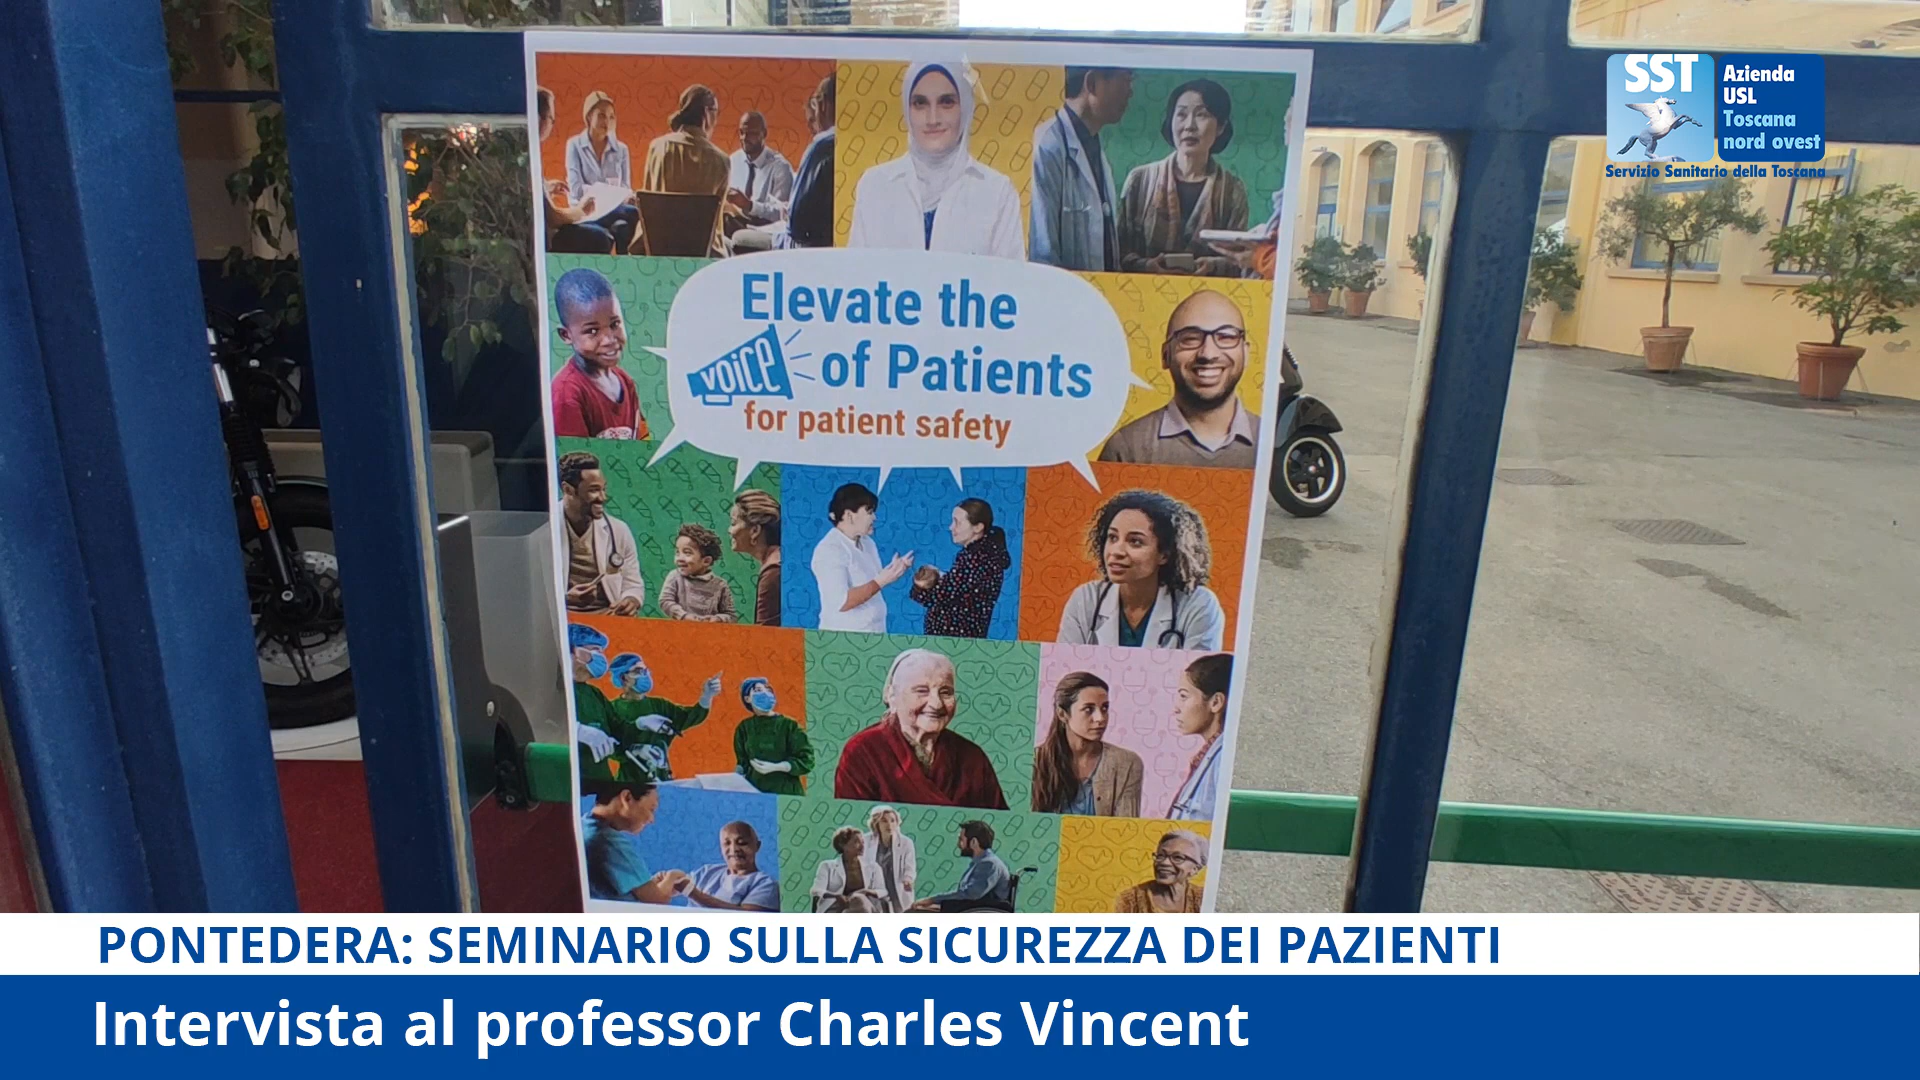 SST
Azienda
USL
Toscana
nord ovest
Servizio Sanitario della Toscana
Elevate the
voice of Patients
for patient safety
PONTEDERA: SEMINARIO SULLA SICUREZZA DEI PAZIENTI
Intervista al professor Charles Vincent